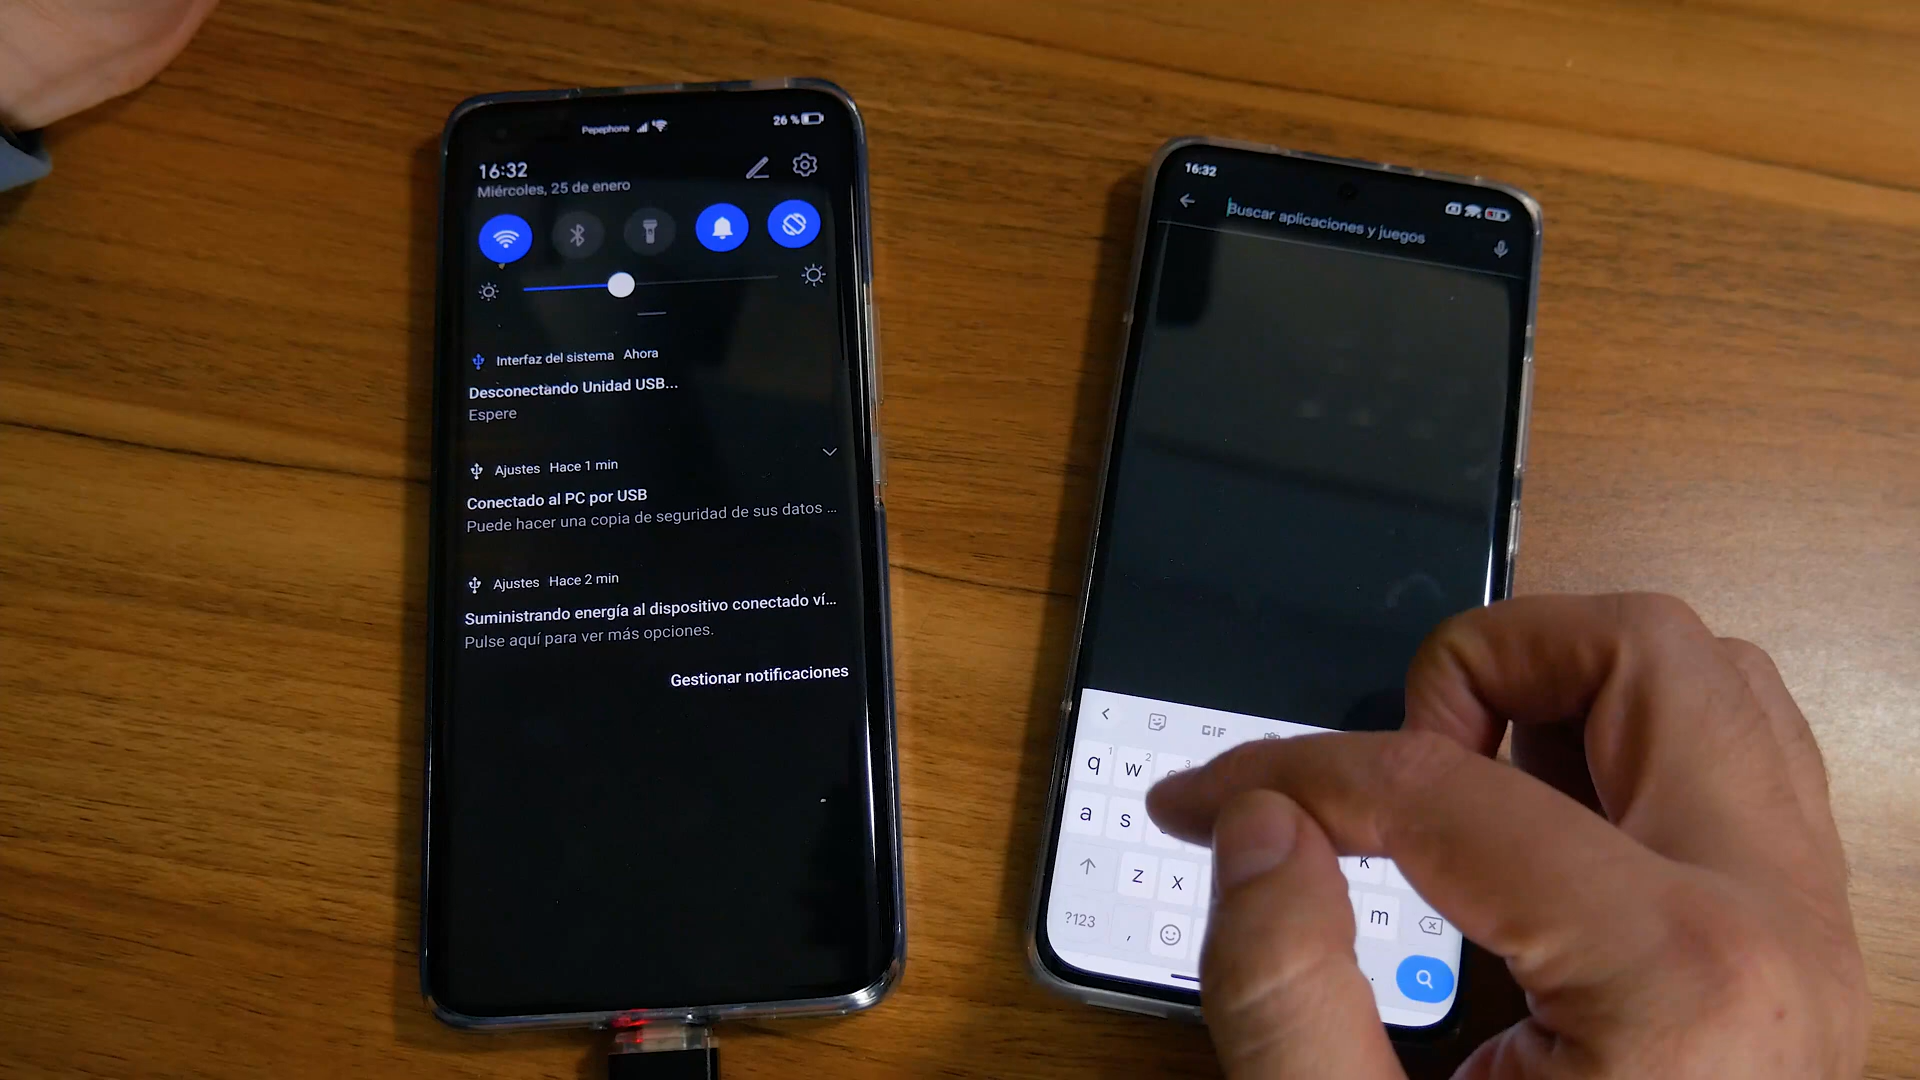 Pepephone
26 %
16:32
Miércoles, 25 de enero
Interfaz del sistema Ahora
Desconectando Unidad USB...
Espere
Ajustes Hace 1 min
Conectado al PC por USB
Puede hacer una copia de seguridad de sus datos ...
Ajustes Hace 2 min
Suministrando energía al dispositivo conectado ví...
Pulse aquí para ver más opciones.
Gestionar notificaciones
16:32
Buscar aplicaciones y juegos
GIF
1 2 3
q w
a s
k
z x
m
?123 , .